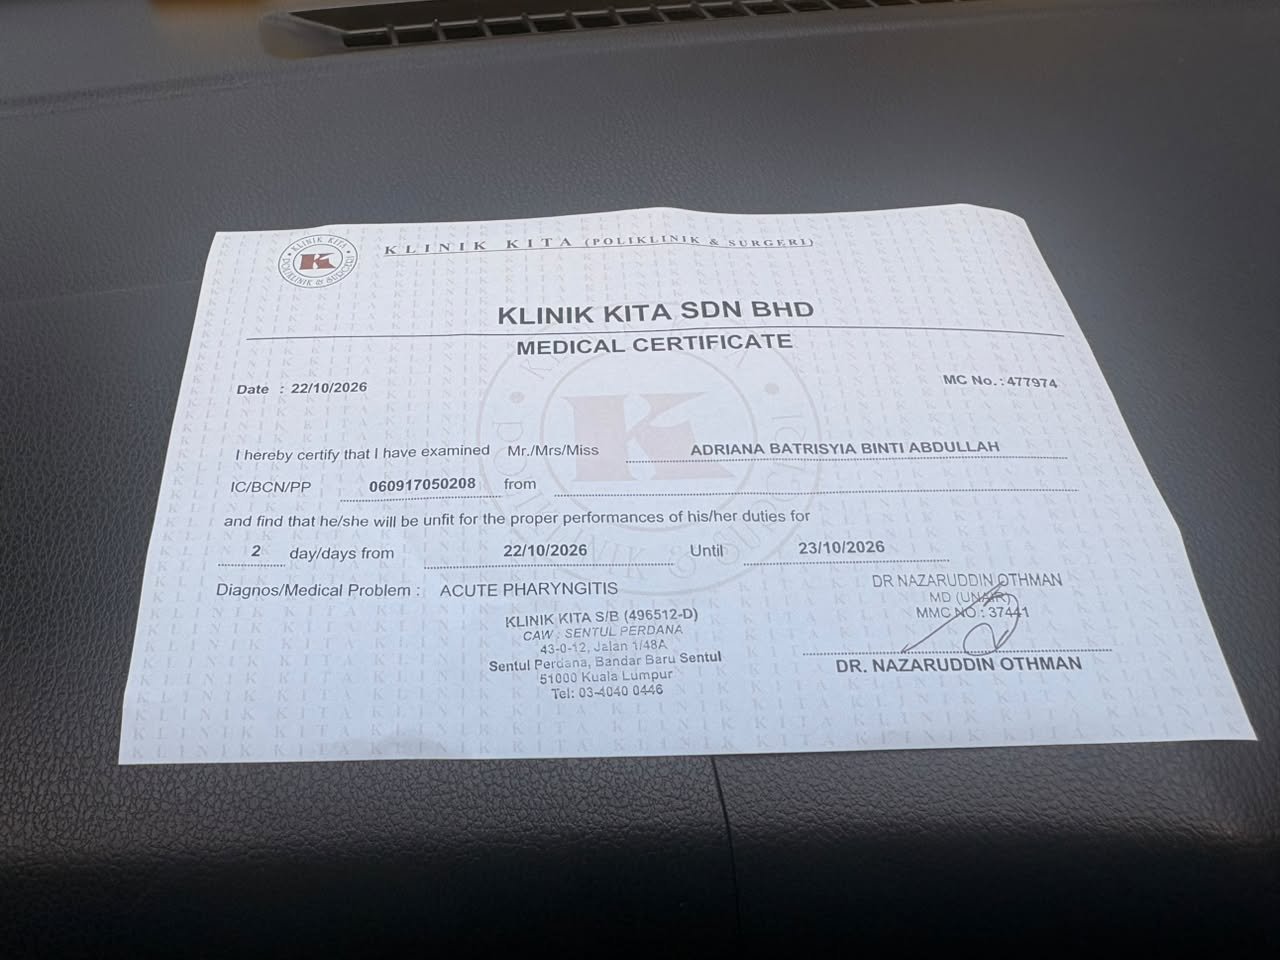 KLINIK KITA
POLIKLINIK & SURGERI
K
KLINIK KITA (POLIKLINIK & SURGERI)
KLINIK KITA SDN BHD
MEDICAL CERTIFICATE
Date : 22/10/2026
MC No.: 477974
I hereby certify that I have examined Mr./Mrs/Miss ADRIANA BATRISYIA BINTI ABDULLAH
IC/BCN/PP 060917050208 from
and find that he/she will be unfit for the proper performances of his/her duties for
2 day/days from 22/10/2026 Until 23/10/2026
Diagnos/Medical Problem : ACUTE PHARYNGITIS
KLINIK KITA S/B (496512-D)
CAW : SENTUL PERDANA
43-0-12, Jalan 1/48A
Sentul Perdana, Bandar Baru Sentul
51000 Kuala Lumpur
Tel: 03-4040 0446
DR NAZARUDDIN OTHMAN
MD (UNAIR)
MMC NO : 37441
DR. NAZARUDDIN OTHMAN